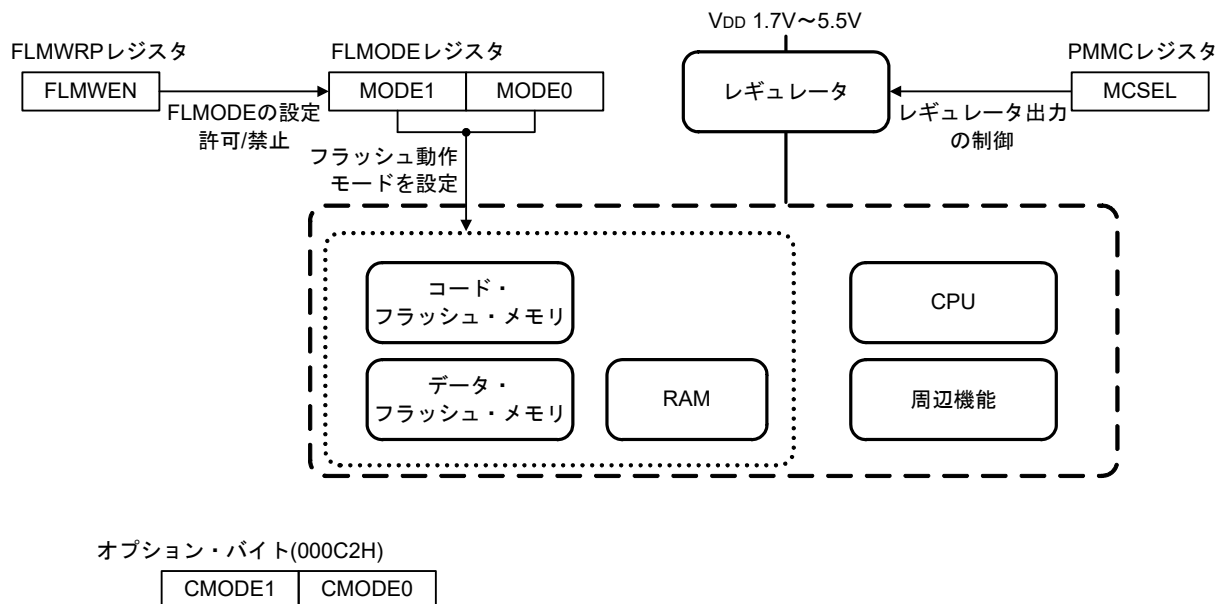 VDD 1.7V～5.5V
FLMWRPレジスタ
FLMODEレジスタ
PMMCレジスタ
FLMWEN
MODE1
MODE0
レギュレータ
MCSEL
FLMODEの設定
許可/禁止
レギュレータ出力
の制御
フラッシュ動作
モードを設定
コード・
フラッシュ・メモリ
CPU
データ・
フラッシュ・メモリ
RAM
周辺機能
オプション・バイト(000C2H)
CMODE1
CMODE0